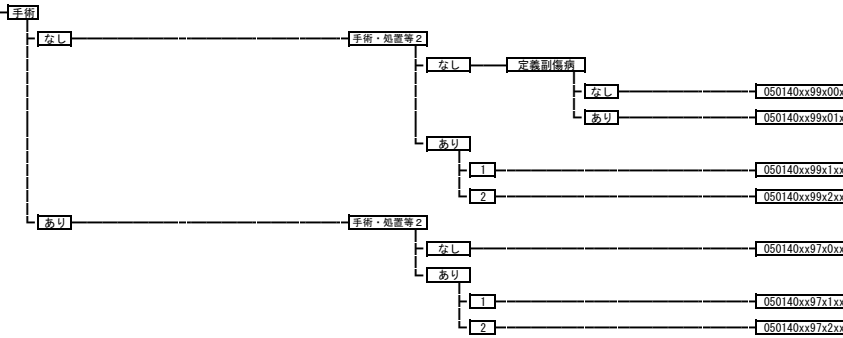 手術
なし 手術・処置等2
なし 定義副傷病
なし 050140xx99x00x
あり 050140xx99x01x
あり
1 050140xx99x1xx
2 050140xx99x2xx
あり 手術・処置等2
なし 050140xx97x0xx
あり
1 050140xx97x1xx
2 050140xx97x2xx